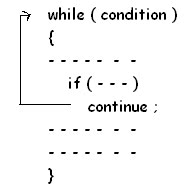 while ( condition )
{
- - - - - - -
if ( - - - )
continue ;
- - - - - - -
- - - - - - -
}